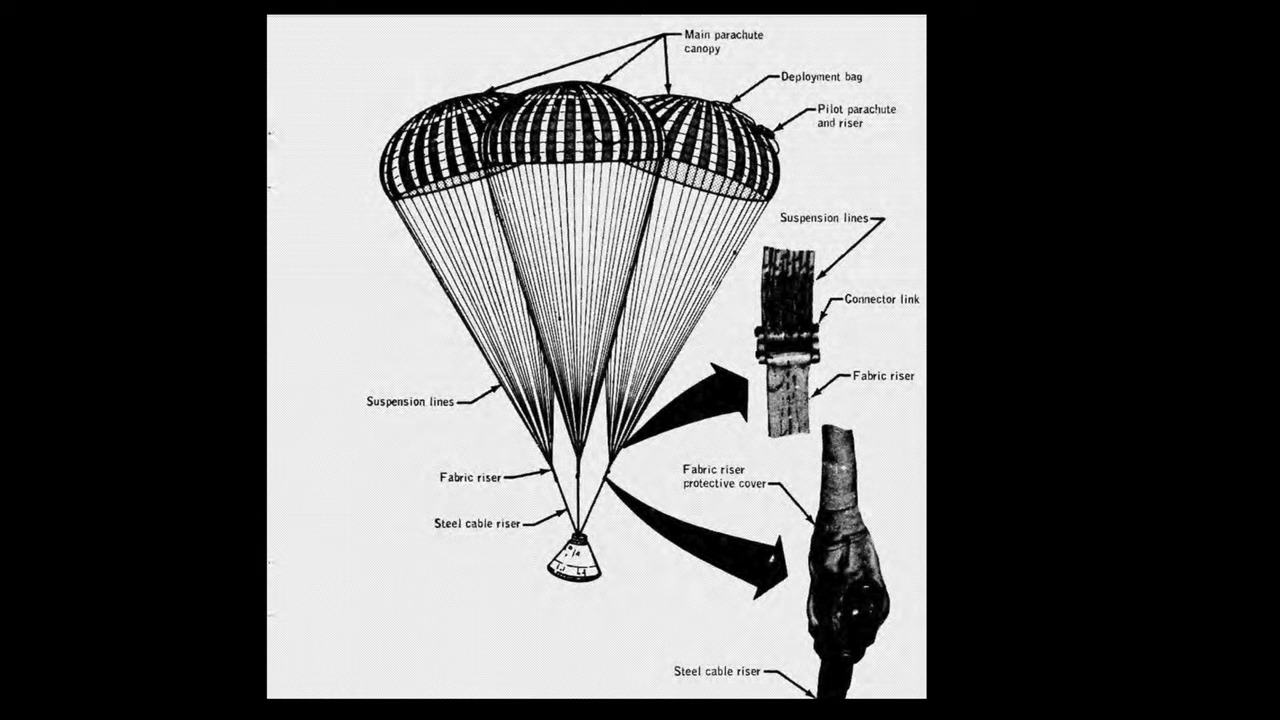 Main parachute
canopy
Deployment bag
Pilot parachute
and riser
Suspension lines
Connector link
Fabric riser
Suspension lines
Fabric riser
protective cover
Fabric riser
Steel cable riser
Steel cable riser